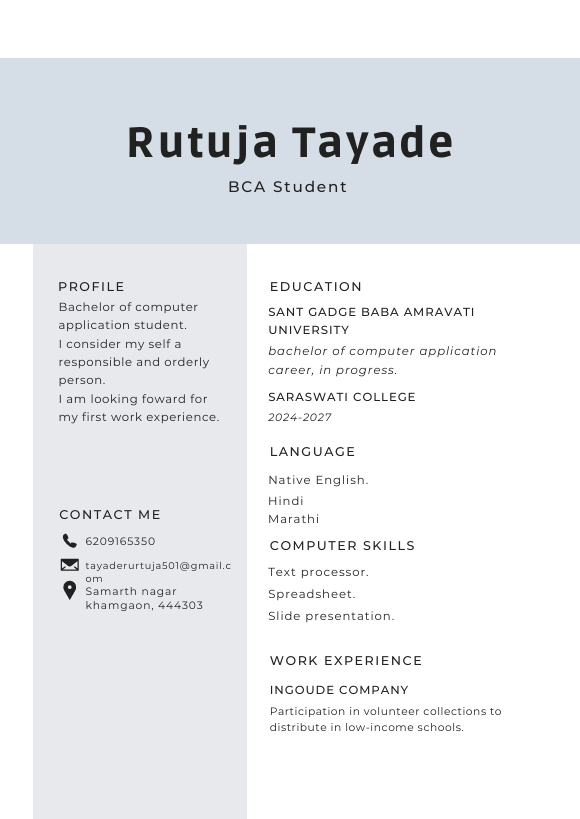 Rutuja Tayade
BCA Student
PROFILE
Bachelor of computer
application student.
I consider my self a
responsible and orderly
person.
I am looking foward for
my first work experience.
CONTACT ME
6209165350
tayaderurtuja501@gmail.c
om
Samarth nagar
khamgaon, 444303
EDUCATION
SANT GADGE BABA AMRAVATI
UNIVERSITY
bachelor of computer application
career, in progress.
SARASWATI COLLEGE
2024-2027
LANGUAGE
Native English.
Hindi
Marathi
COMPUTER SKILLS
Text processor.
Spreadsheet.
Slide presentation.
WORK EXPERIENCE
INGOUDE COMPANY
Participation in volunteer collections to
distribute in low-income schools.